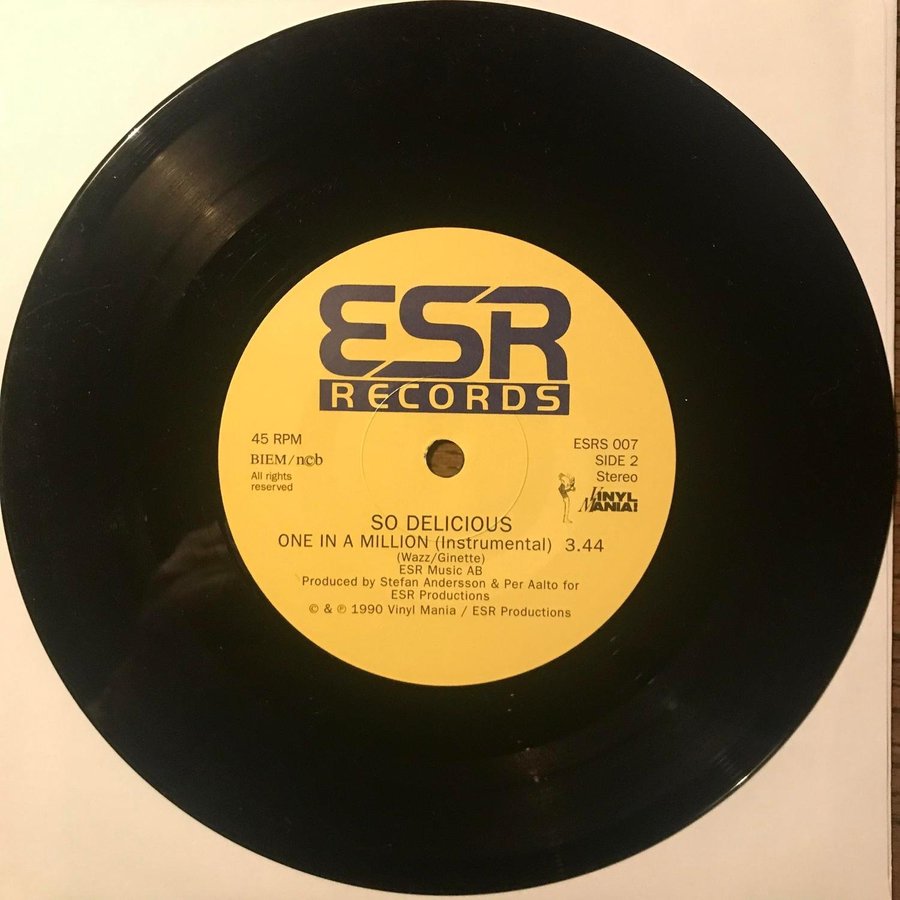 ESR
RECORDS
45 RPM
BIEM/n©b
All rights
reserved
ESRS 007
SIDE 2
Stereo
VINYL
MANIA!
SO DELICIOUS
ONE IN A MILLION (Instrumental) 3.44
(Wazz/Ginette)
ESR Music AB
Produced by Stefan Andersson & Per Aalto for
ESR Productions
© & ℗ 1990 Vinyl Mania / ESR Productions